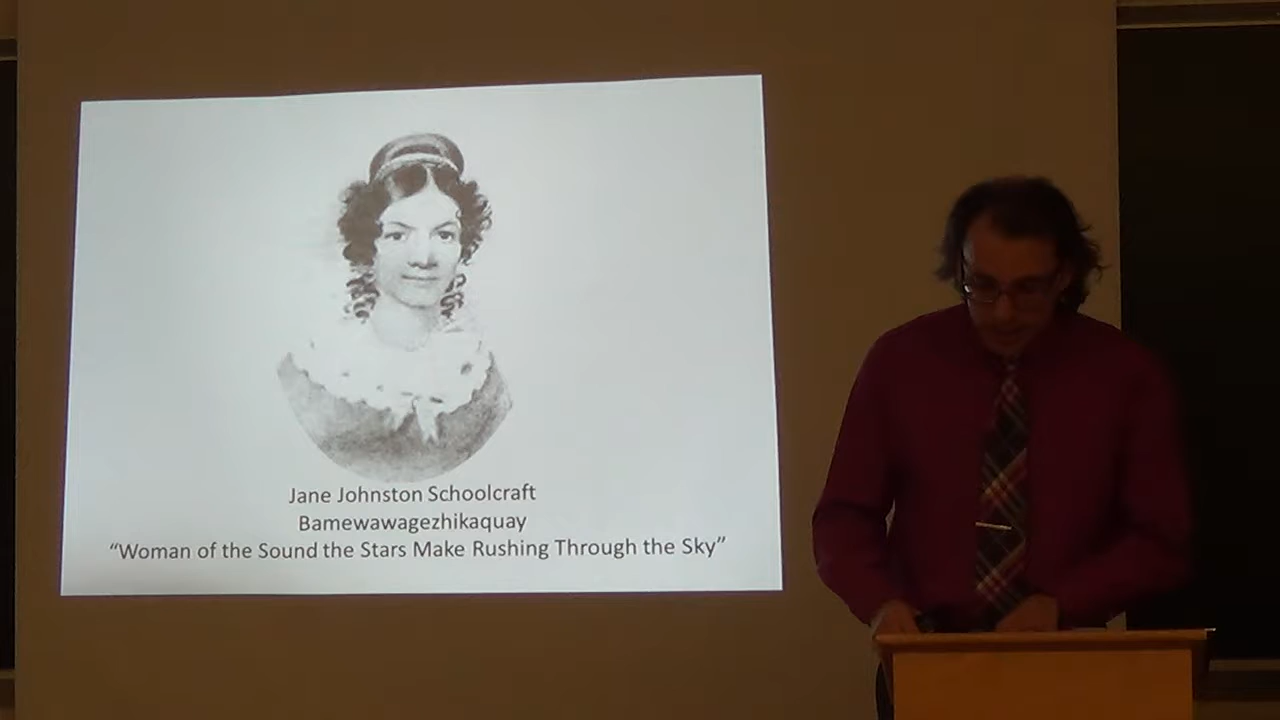 Jane Johnston Schoolcraft
Bamewawagezhikaquay
“Woman of the Sound the Stars Make Rushing Through the Sky”